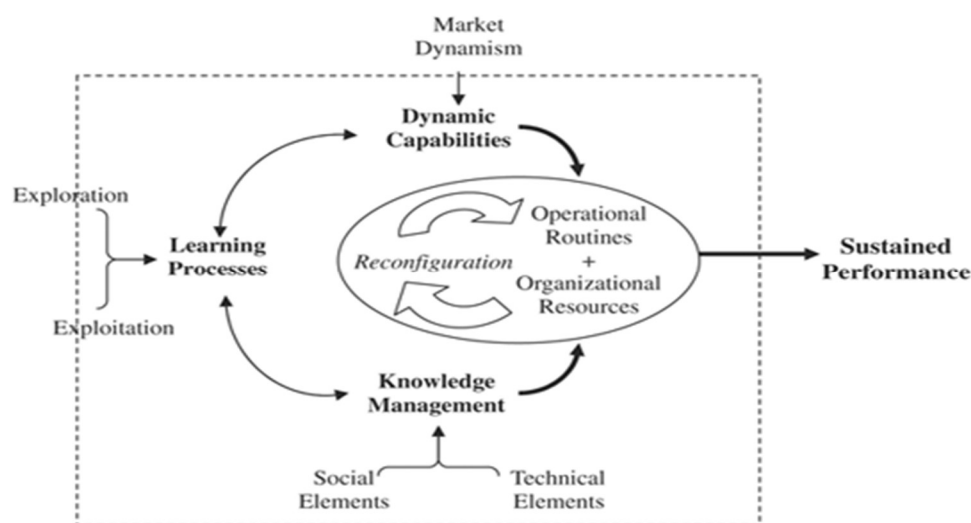 Market
Dynamism
Dynamic
Capabilities
Exploration
Learning
Processes
Exploitation
Reconfiguration
Operational
Routines
+
Organizational
Resources
Sustained
Performance
Knowledge
Management
Social
Elements
Technical
Elements